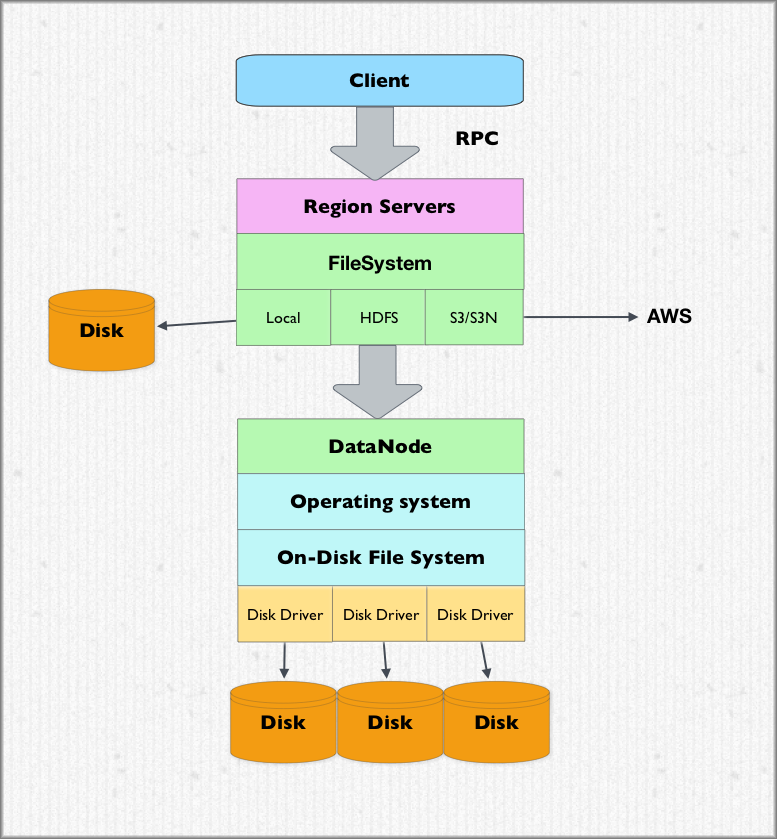 Client
RPC
Region Servers
FileSystem
Local HDFS S3/S3N
Disk
AWS
DataNode
Operating system
On-Disk File System
Disk Driver Disk Driver Disk Driver
Disk Disk Disk